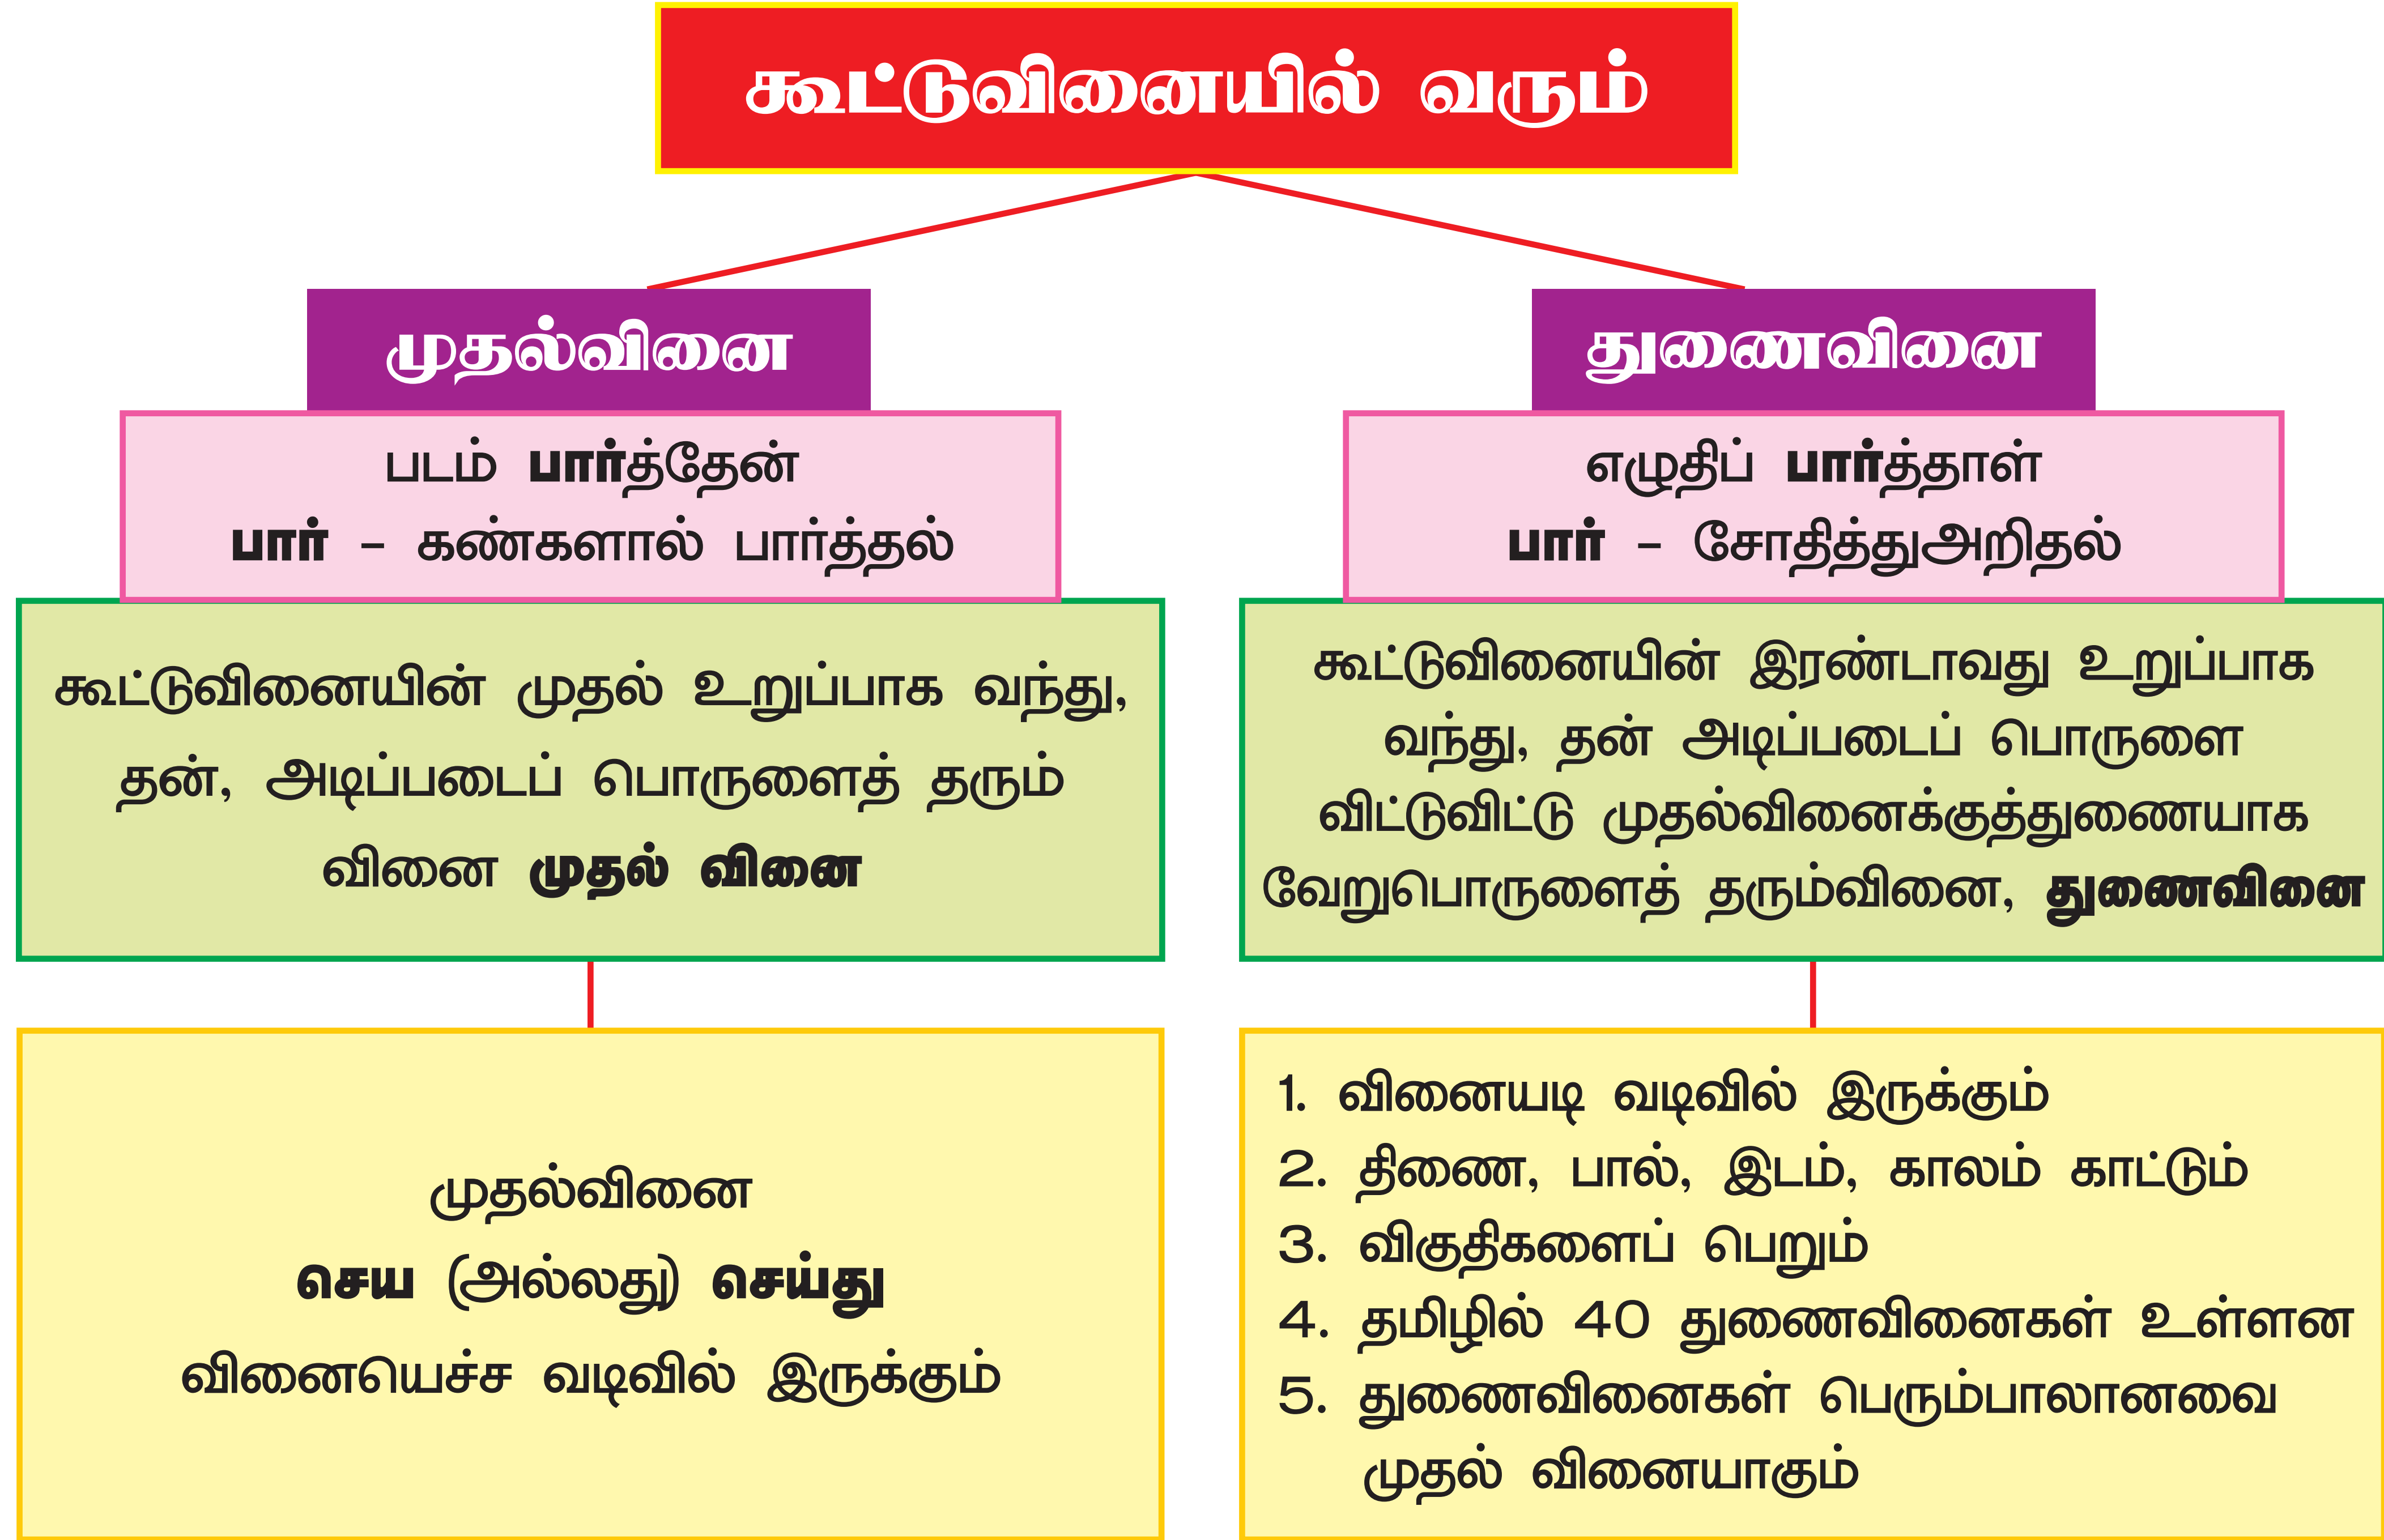 கூட்டுவினையில் வரும்
முதல்வினை
படம் பார்த்தேன்
பார் – கண்களால் பார்த்தல்
கூட்டுவினையின் முதல் உறுப்பாக வந்து,
தன், அடிப்படைப் பொருளைத் தரும்
வினை முதல் வினை
முதல்வினை
செய (அல்லது) செய்து
வினையெச்ச வடிவில் இருக்கும்
துணைவினை
எழுதிப் பார்த்தாள்
பார் – சோதித்துஅறிதல்
கூட்டுவினையின் இரண்டாவது உறுப்பாக
வந்து, தன் அடிப்படைப் பொருளை
விட்டுவிட்டு முதல்வினைக்குத்துணையாக
வேறுபொருளைத் தரும்வினை, துணைவினை
1. வினையடி வடிவில் இருக்கும்
2. திணை, பால், இடம், காலம் காட்டும்
3. விகுதிகளைப் பெறும்
4. தமிழில் 40 துணைவினைகள் உள்ளன
5. துணைவினைகள் பெரும்பாலானவை
முதல் வினையாகும்